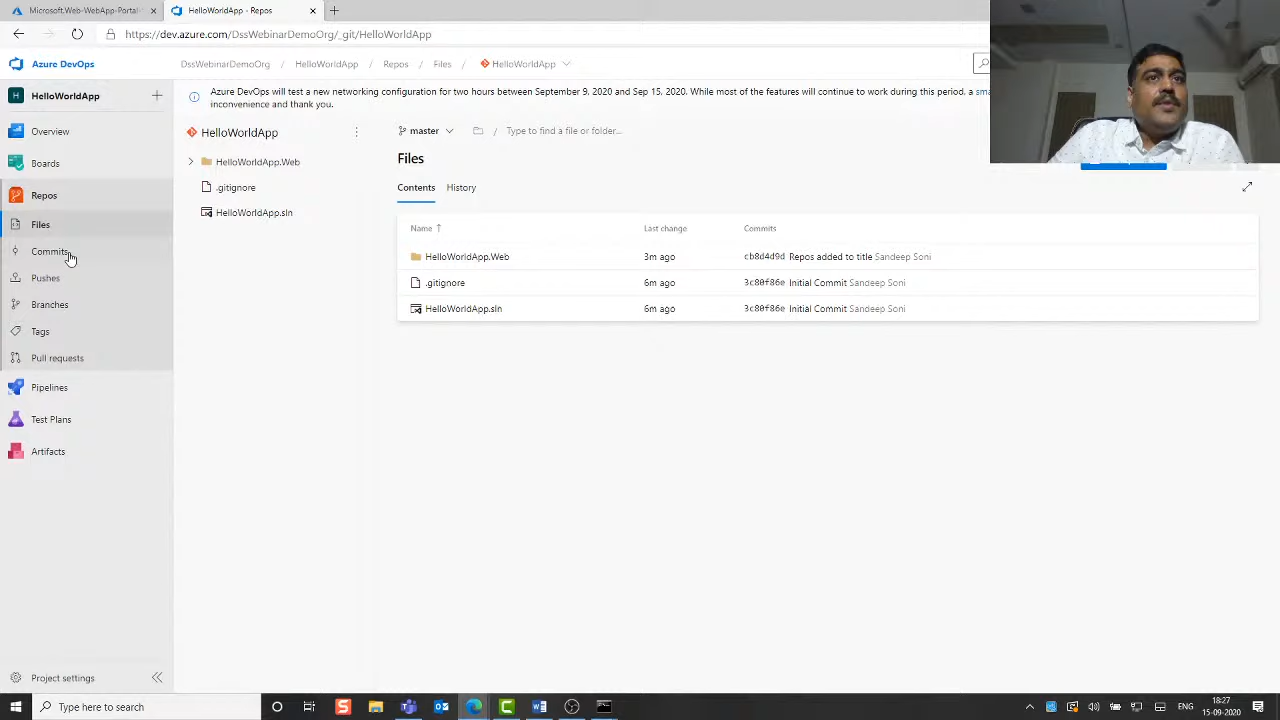 Microsoft.Web-WebApp-Portal-
HelloWorldApp - Repos
https://dev.azure.com/DssWebinarDemoOrg/_git/HelloWorldApp
Azure DevOps
DssWebinarDemoOrg / HelloWorldApp / Repos / Files / HelloWorldApp
HelloWorldApp
Azure DevOps will test a new networking configuration for two hours between September 9, 2020 and Sep 15, 2020. While most of the features will continue to work during this period, a
inconvenience and thank you.
Overview
Boards
Repos
Files
Commits
Pushes
Branches
Tags
Pull requests
Pipelines
Test Plans
Artifacts
Project settings
HelloWorldApp
HelloWorldApp.Web
.gitignore
HelloWorldApp.sln
master / Type to find a file or folder...
Files
Contents History
Name Last change Commits
HelloWorldApp.Web 3m ago cb8d4d9d Repos added to title Sandeep Soni
.gitignore 6m ago 3c80f86e Initial Commit Sandeep Soni
HelloWorldApp.sln 6m ago 3c80f86e Initial Commit Sandeep Soni
Type here to search
ENG
18:27
15-09-2020